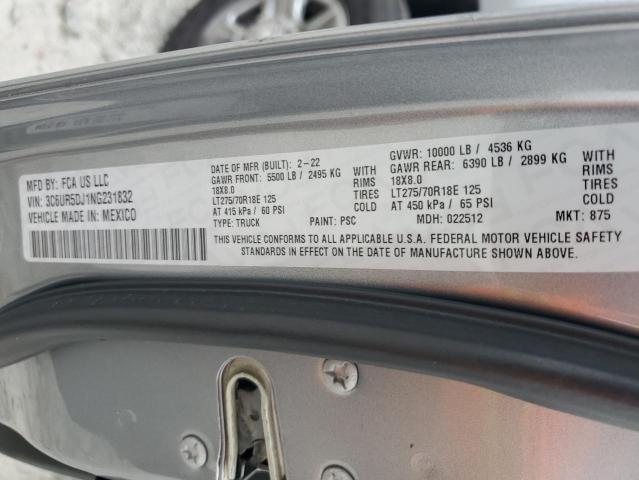 MFD BY: FCA US LLC
VIN: 3C6UR5DJ1NG231832
VEHICLE MADE IN: MEXICO
DATE OF MFR (BUILT): 2-22
GAWR FRONT: 5500 LB / 2495 KG WITH
18X8.0 RIMS
LT275/70R18E 125 TIRES
AT 415 kPa / 60 PSI COLD
TYPE: TRUCK PAINT: PSC
GVWR: 10000 LB / 4536 KG
GAWR REAR: 6390 LB / 2899 KG WITH
18X8.0 RIMS
LT275/70R18E 125 TIRES
AT 450 kPa / 65 PSI COLD
MDH: 022512 MKT: 875
THIS VEHICLE CONFORMS TO ALL APPLICABLE U.S.A. FEDERAL MOTOR VEHICLE SAFETY
STANDARDS IN EFFECT ON THE DATE OF MANUFACTURE SHOWN ABOVE.